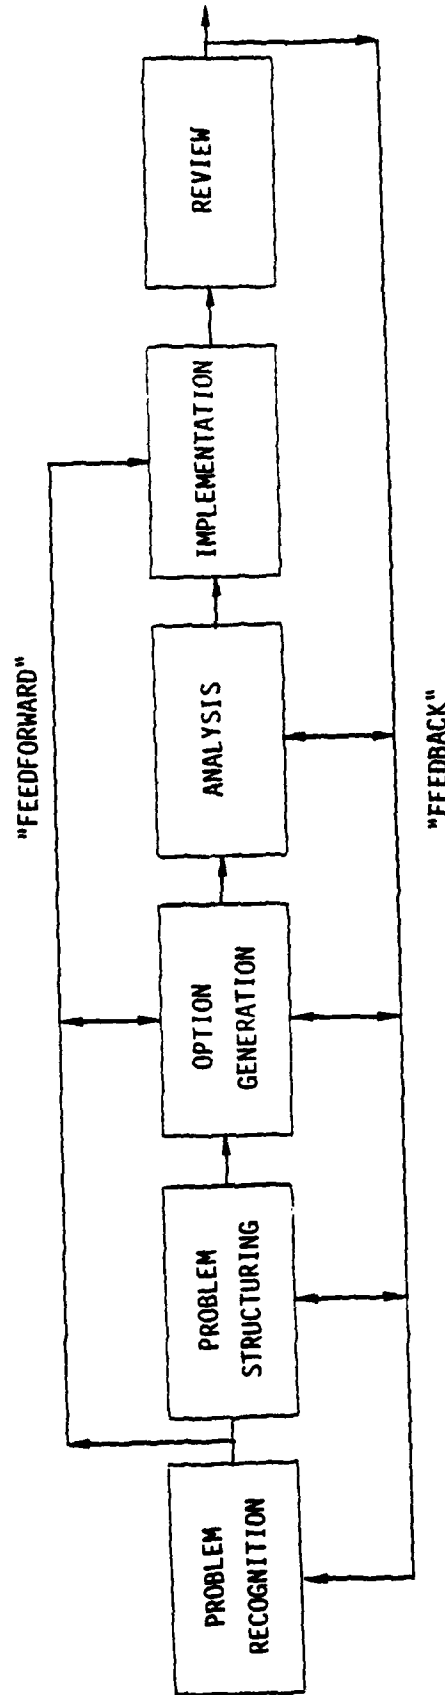 "FEEDFORWARD"
PROBLEM
RECOGNITION
PROBLEM
STRUCTURING
OPTION
GENERATION
ANALYSIS
IMPLEMENTATION
REVIEW
"FEEDBACK"